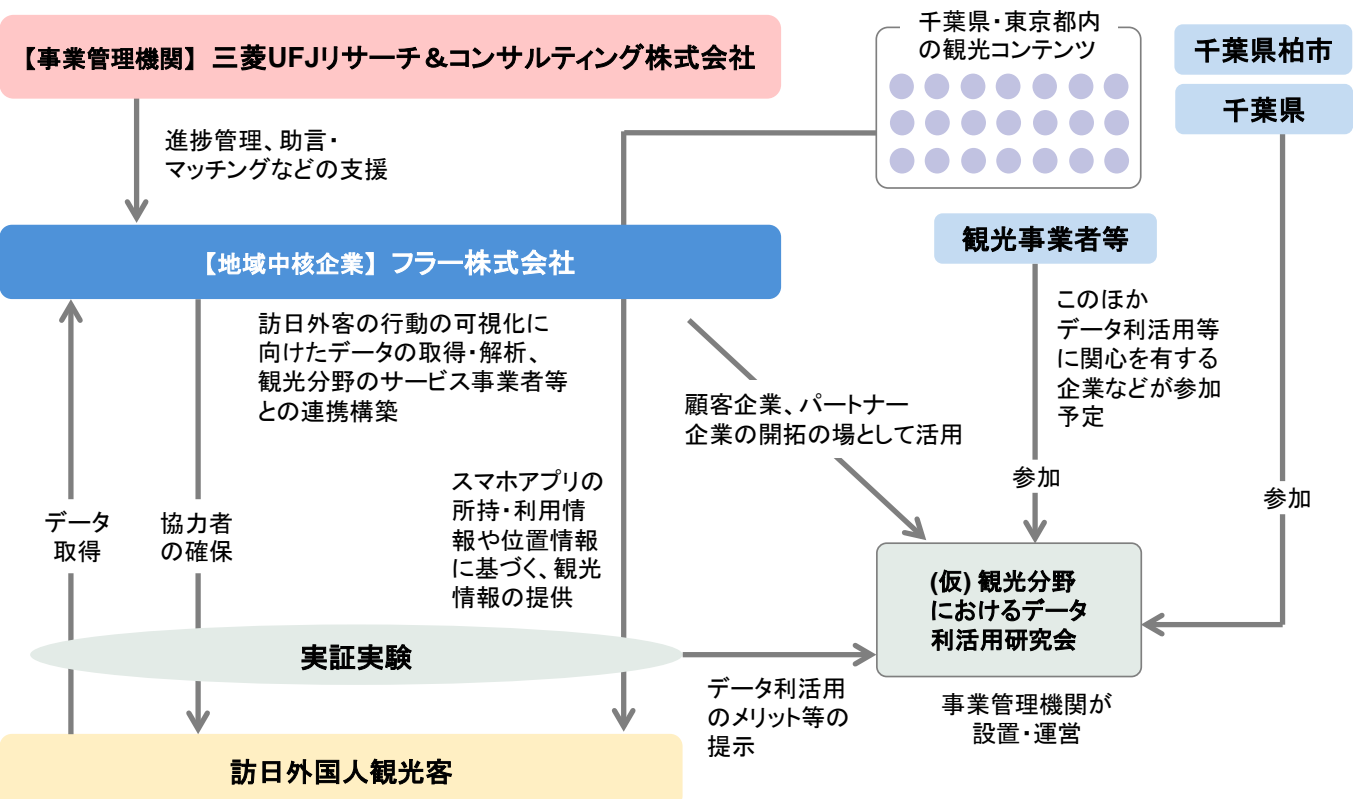 【事業管理機関】 三菱UFJリサーチ＆コンサルティング株式会社
千葉県・東京都内
の観光コンテンツ
千葉県柏市
千葉県
進捗管理、助言・
マッチングなどの支援
【地域中核企業】 フラー株式会社
観光事業者等
訪日外客の行動の可視化に
向けたデータの取得・解析、
観光分野のサービス事業者等
との連携構築
このほか
データ利活用等
に関心を有する
企業などが参加
予定
顧客企業、パートナー
企業の開拓の場として活用
スマホアプリの
所持・利用情
報や位置情報
に基づく、観光
情報の提供
参加
参加
データ
取得
協力者
の確保
(仮) 観光分野
におけるデータ
利活用研究会
実証実験
データ利活用
のメリット等の
提示
事業管理機関が
設置・運営
訪日外国人観光客